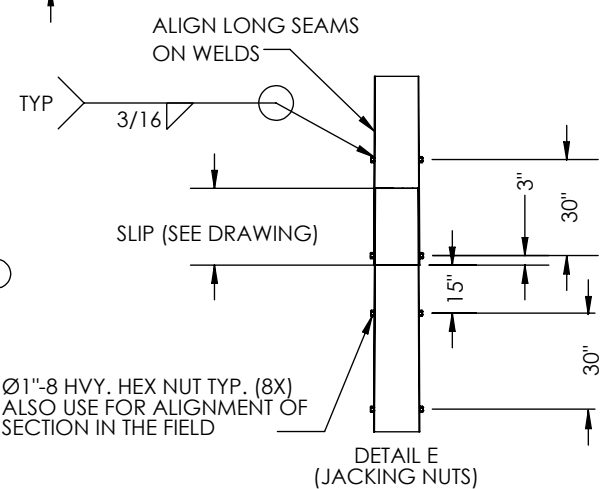 ALIGN LONG SEAMS
ON WELDS
TYP
3/16
3"
30"
SLIP (SEE DRAWING)
15"
30"
Ø1"-8 HVY. HEX NUT TYP. (8X)
ALSO USE FOR ALIGNMENT OF
SECTION IN THE FIELD
DETAIL E
(JACKING NUTS)